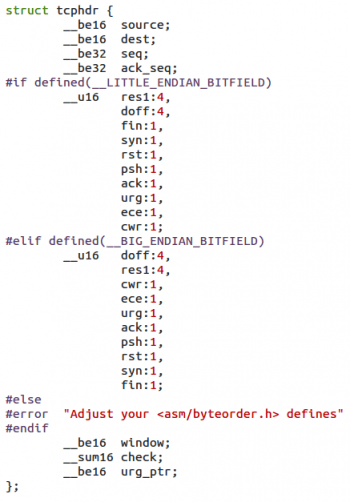 struct tcphdr {
        __be16  source;
        __be16  dest;
        __be32  seq;
        __be32  ack_seq;
#if defined(__LITTLE_ENDIAN_BITFIELD)
        __u16   res1:4,
                doff:4,
                fin:1,
                syn:1,
                rst:1,
                psh:1,
                ack:1,
                urg:1,
                ece:1,
                cwr:1;
#elif defined(__BIG_ENDIAN_BITFIELD)
        __u16   doff:4,
                res1:4,
                cwr:1,
                ece:1,
                urg:1,
                ack:1,
                psh:1,
                rst:1,
                syn:1,
                fin:1;
#else
#error  "Adjust your <asm/byteorder.h> defines"
#endif
        __be16  window;
        __sum16 check;
        __be16  urg_ptr;
};